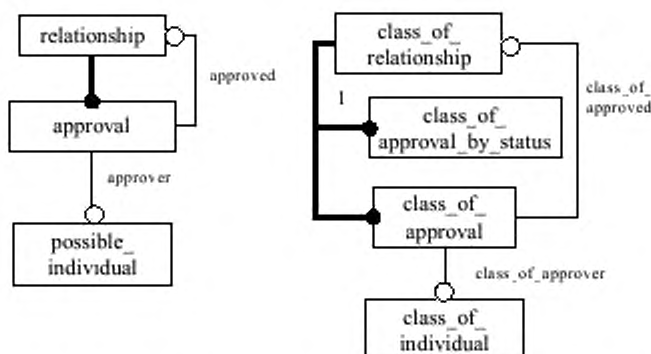 relationship
approved
approval
approver
possible_
individual
class_of_
relationship
1
class_of_
approved
class_of_
approval_by_status
class_of_
approval
class_of_approver
class_of_
individual